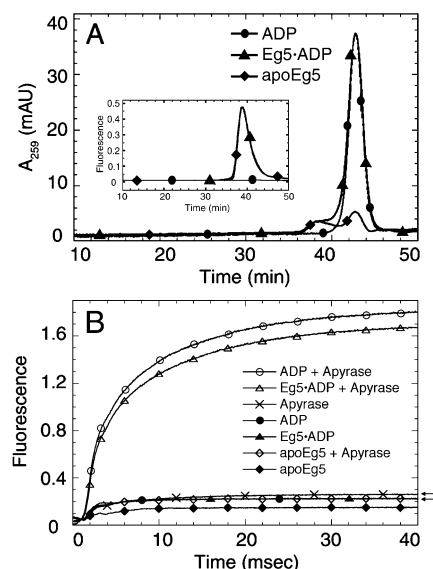 A
ADP
Eg5·ADP
apoEg5
A259 (mAU)
40
30
20
10
0
Fluorescence
0.5
0.4
0.3
0.2
0.1
0
10 20 30 40 50
Time (min)
10 20 30 40 50
Time (min)
B
Fluorescence
1.6
1.2
0.8
0.4
0.0
ADP + Apyrase
Eg5·ADP + Apyrase
Apyrase
ADP
Eg5·ADP
apoEg5 + Apyrase
apoEg5
0 10 20 30 40
Time (msec)